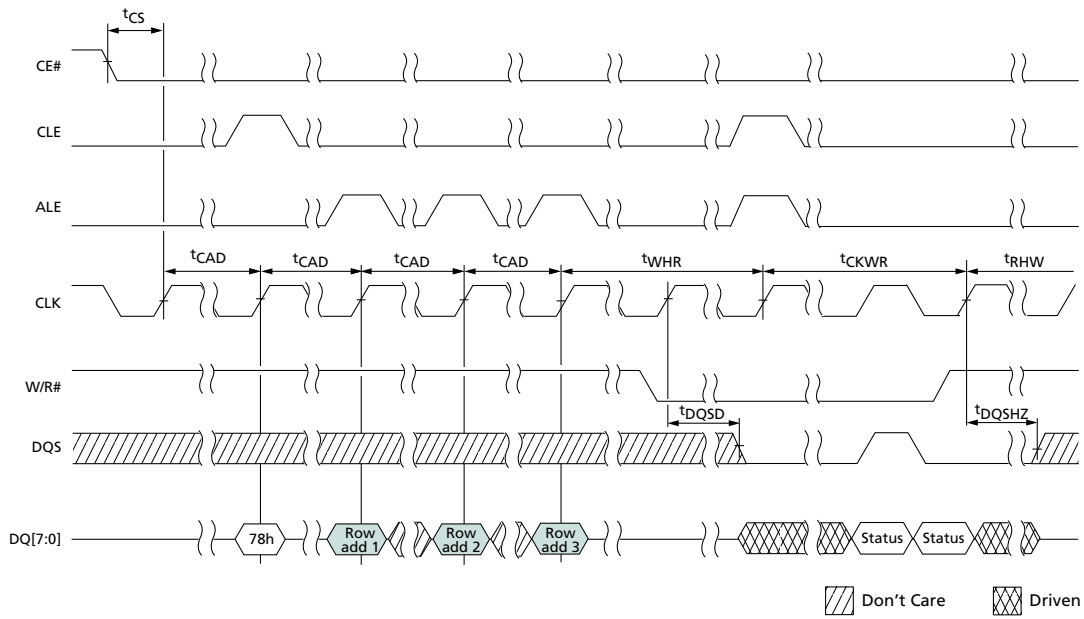 tCS
CE#
CLE
ALE
tCAD tCAD tCAD tCAD tWHR tCKWR tRHW
CLK
W/R#
tDQSD tDQSHZ
DQS
DQ[7:0] 78h Row add 1 Row add 2 Row add 3 Status Status
Don't Care Driven